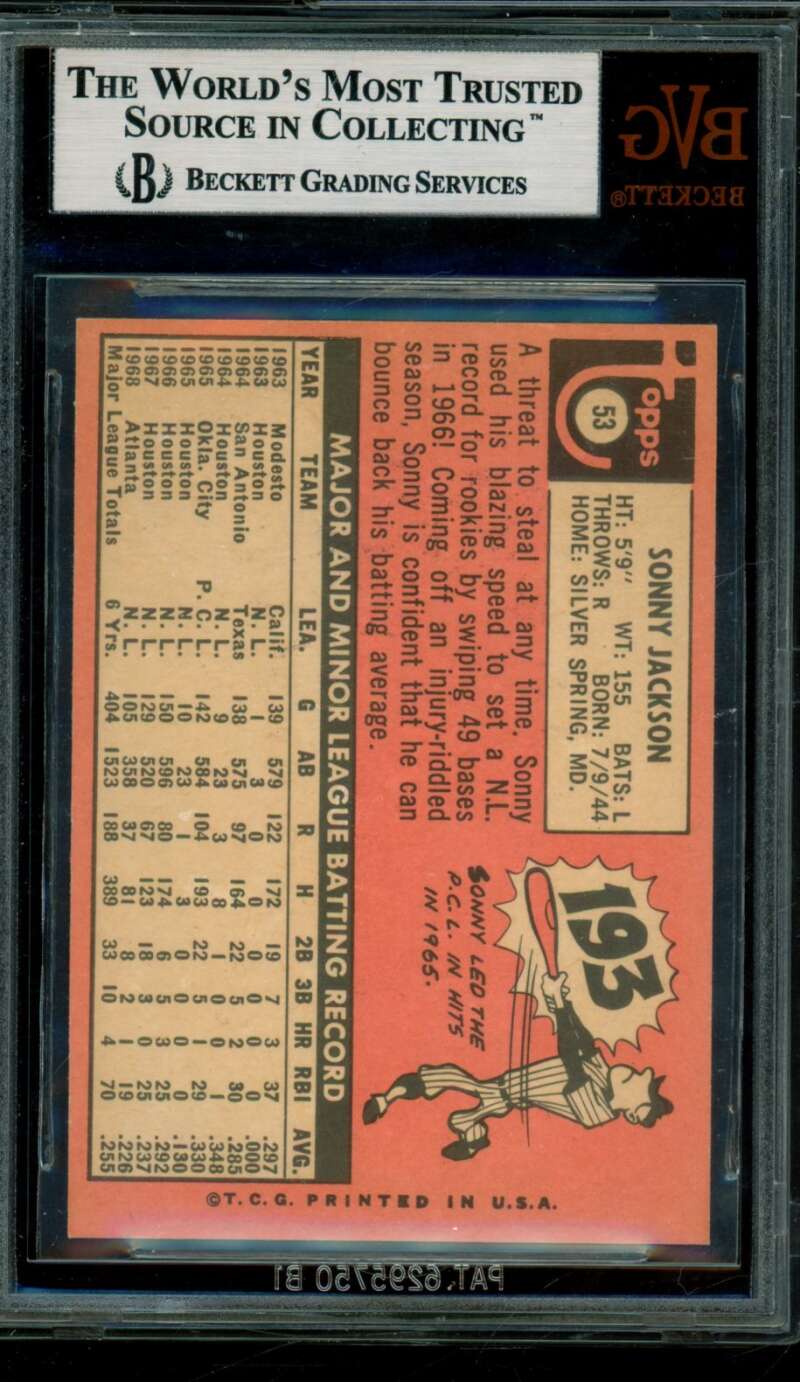 THE WORLD'S MOST TRUSTED
SOURCE IN COLLECTING™
B BECKETT GRADING SERVICES
BVG
BECKETT®
Topps
53
SONNY JACKSON
HT: 5'9" WT: 155 BATS: L
THROWS: R BORN: 7/9/44
HOME: SILVER SPRING, MD.
A threat to steal at any time, Sonny
used his blazing speed to set a N.L.
record for rookies by swiping 49 bases
in 1966! Coming off an injury-riddled
season, Sonny is confident that he can
bounce back his batting average.
193
SONNY LED THE
P.C.L. IN HITS
IN 1965.
MAJOR AND MINOR LEAGUE BATTING RECORD
YEAR TEAM LEA. G AB R H 2B 3B HR RBI AVG.
1963 Modesto Calif. 139 579 122 172 19 7 3 37 .297
1963 Houston N. L. 1 3 0 0 0 0 0 0 .000
1964 San Antonio Texas 138 575 97 164 22 5 2 30 .285
1964 Houston N. L. 9 23 3 8 1 0 0 1 .348
1965 Okla. City P. C. L. 142 584 104 193 22 5 1 29 .330
1965 Houston N. L. 10 23 1 3 0 0 0 0 .130
1966 Houston N. L. 150 596 80 174 6 5 3 25 .292
1967 Houston N. L. 129 520 67 123 18 3 0 25 .237
1968 Atlanta N. L. 105 358 37 81 8 2 1 19 .226
Major League Totals 6 Yrs. 404 1523 188 389 33 10 4 70 .255
©T. C. G. PRINTED IN U.S.A.
PAT. 6295750 B1